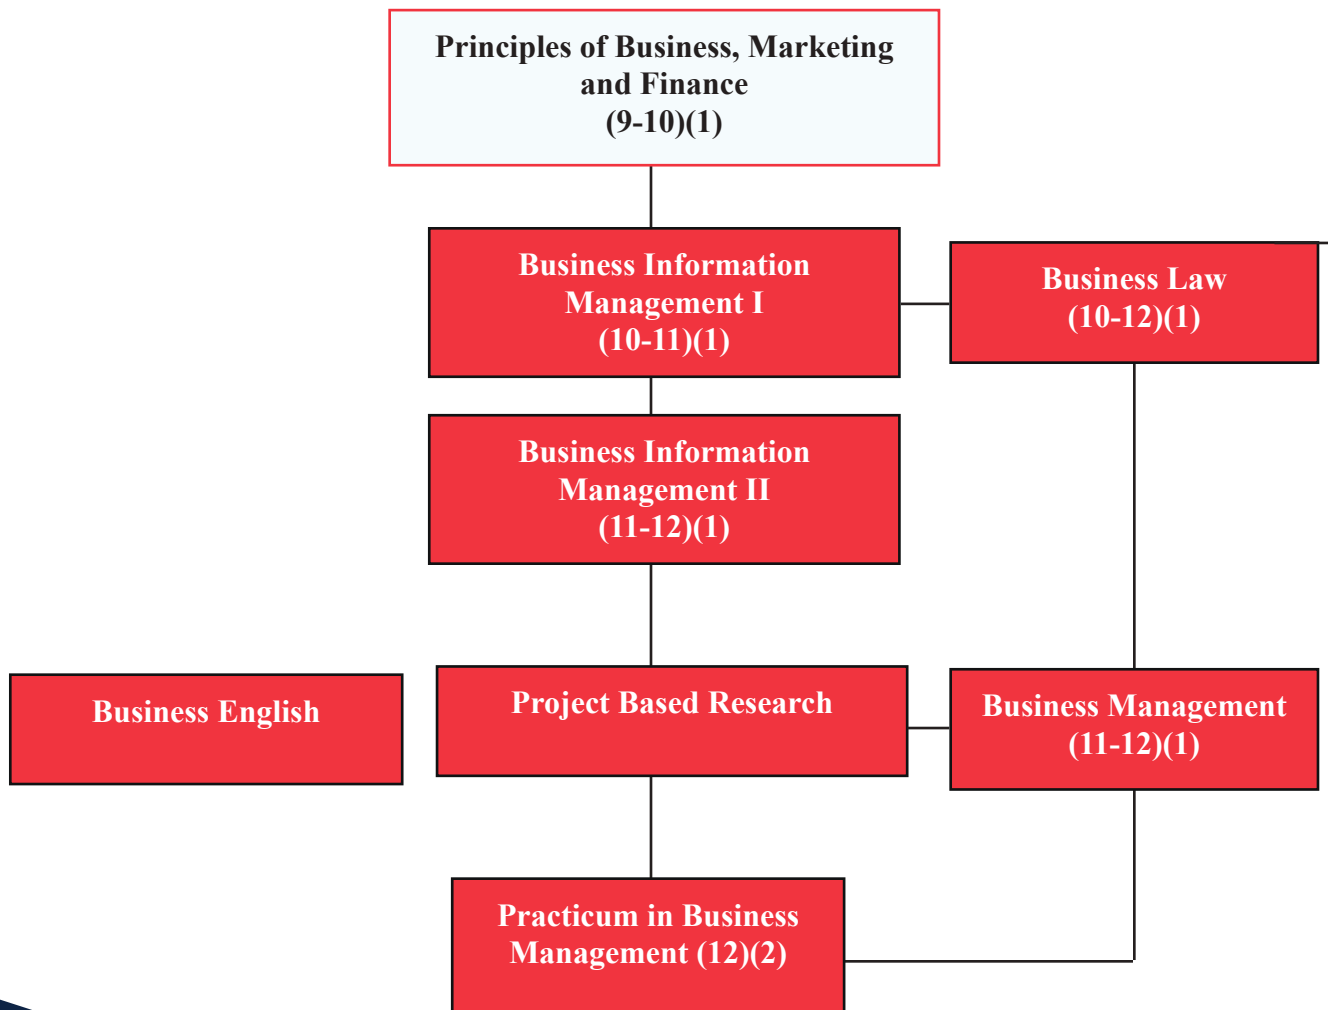 Principles of Business, Marketing
and Finance
(9-10)(1)
Business Information
Management I
(10-11)(1)
Business Law
(10-12)(1)
Business Information
Management II
(11-12)(1)
Business English
Project Based Research
Business Management
(11-12)(1)
Practicum in Business
Management (12)(2)